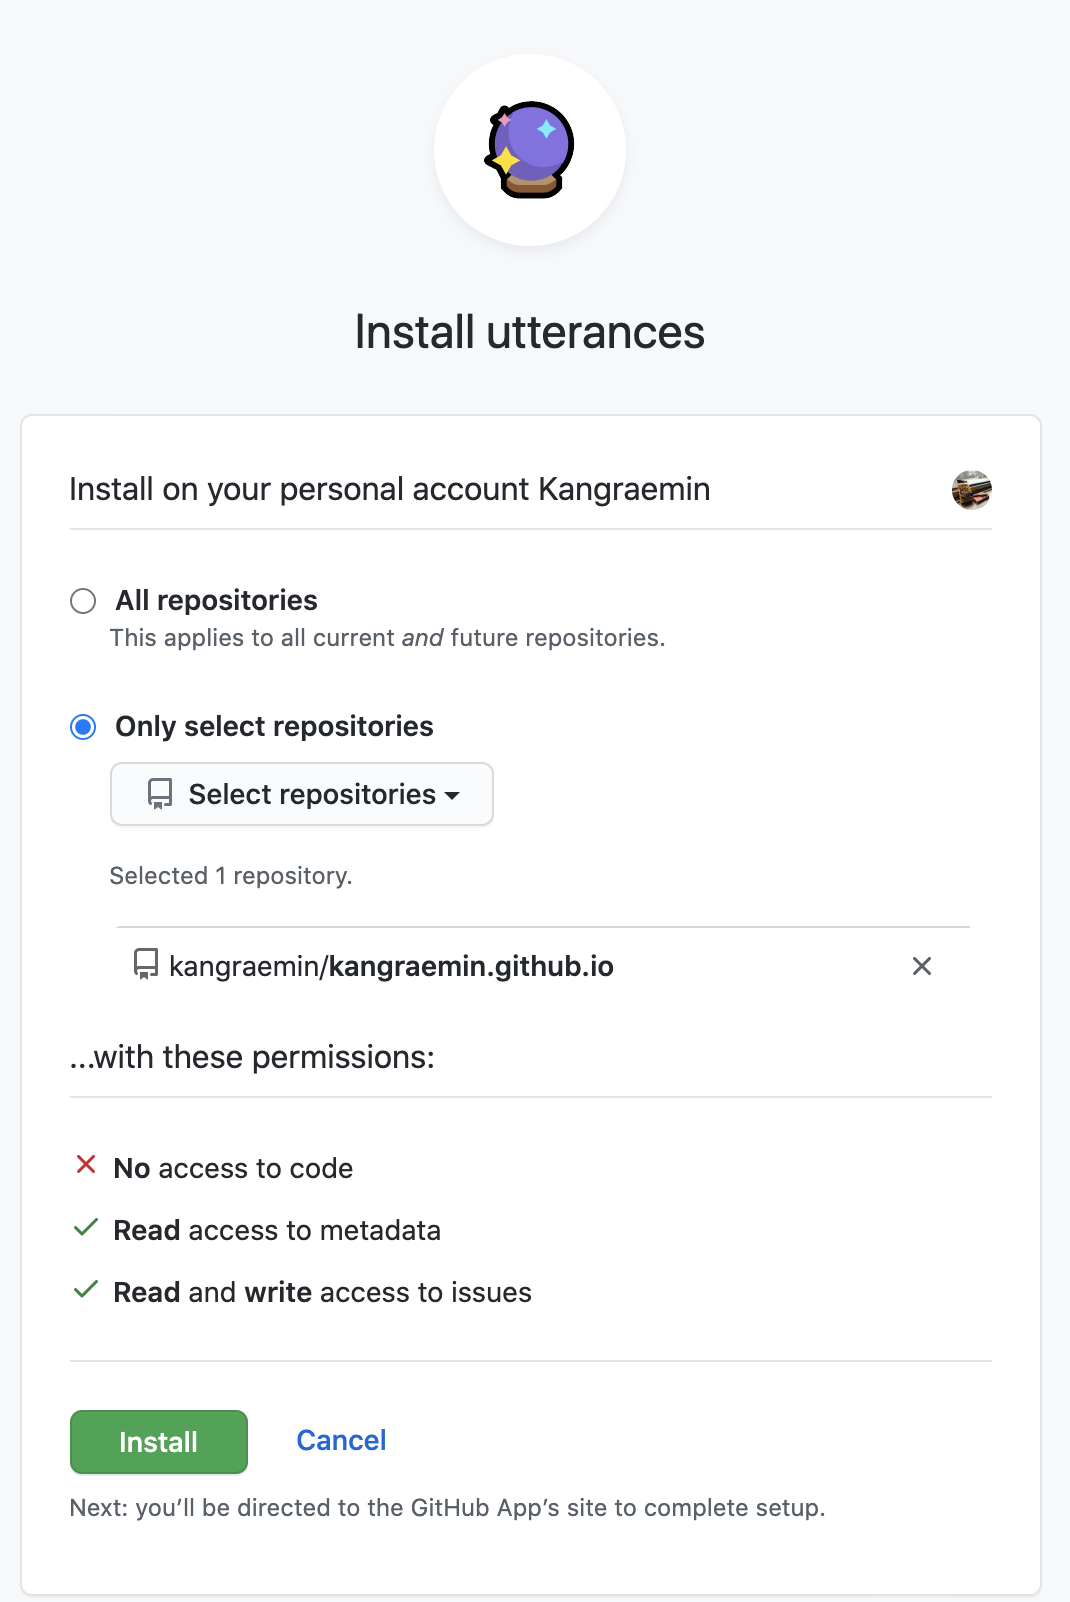 Install utterances
Install on your personal account Kangraemin
All repositories
This applies to all current and future repositories.
Only select repositories
Select repositories
Selected 1 repository.
kangraemin/kangraemin.github.io
...with these permissions:
No access to code
Read access to metadata
Read and write access to issues
Install
Cancel
Next: you’ll be directed to the GitHub App’s site to complete setup.